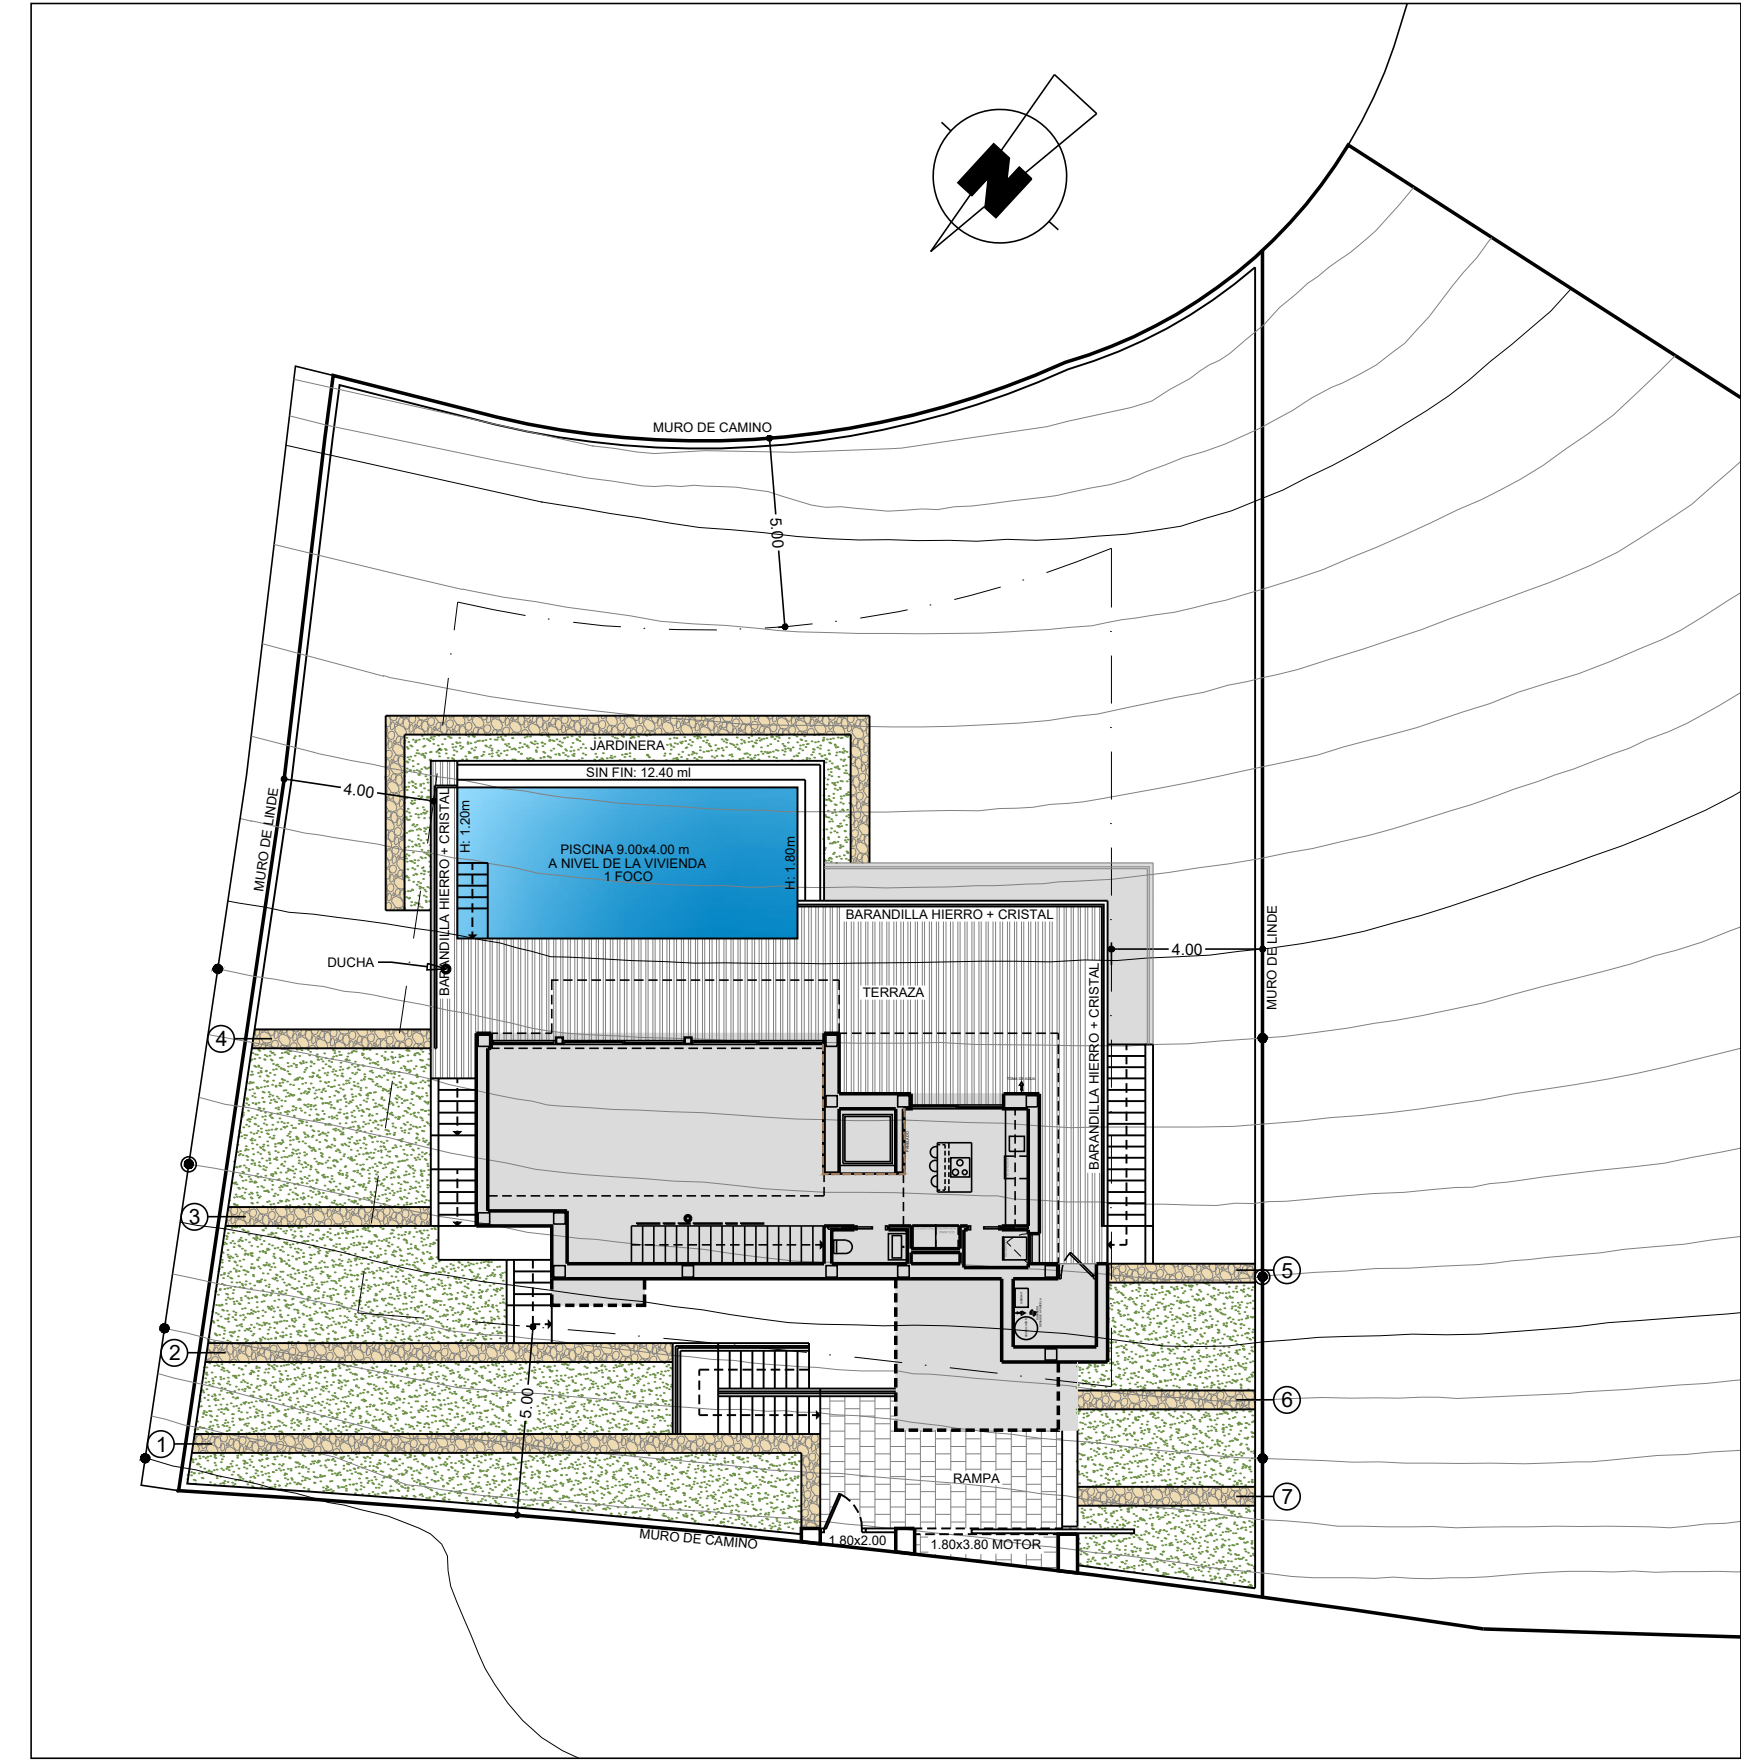 N
MURO DE CAMINO
5.00
JARDINERA
SIN FIN: 12.40 ml
4.00
MURO DE LINDE
BARANDILLA HIERRO + CRISTAL
H: 1.20m
PISCINA 9.00x4.00 m
A NIVEL DE LA VIVIENDA
1 FOCO
H: 1.80m
BARANDILLA HIERRO + CRISTAL
4.00
MURO DE LINDE
DUCHA
TERRAZA
BARANDILLA HIERRO + CRISTAL
4
3
5
2
5.00
6
1
RAMPA
7
MURO DE CAMINO
1.80x2.00
1.80x3.80 MOTOR